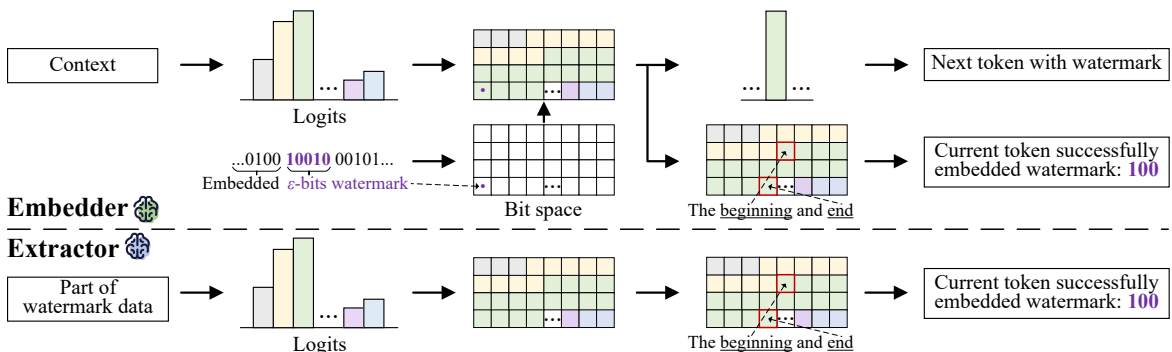 Context
Logits
...
...
... ...
Next token with watermark
...0100 10010 00101...
Embedded ε-bits watermark
...
Bit space
...
The beginning and end
Current token successfully
embedded watermark: 100
Embedder
Extractor
Part of
watermark data
...
Logits
...
...
The beginning and end
Current token successfully
embedded watermark: 100